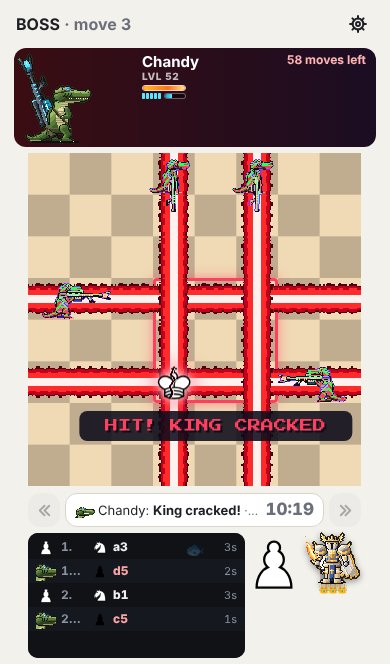 BOSS · move 3
Chandy
58 moves left
LVL 52
HIT! KING CRACKED
Chandy: King cracked! ·... 10:19
1. a3 3s
1... d5 2s
2. b1 3s
2... c5 1s